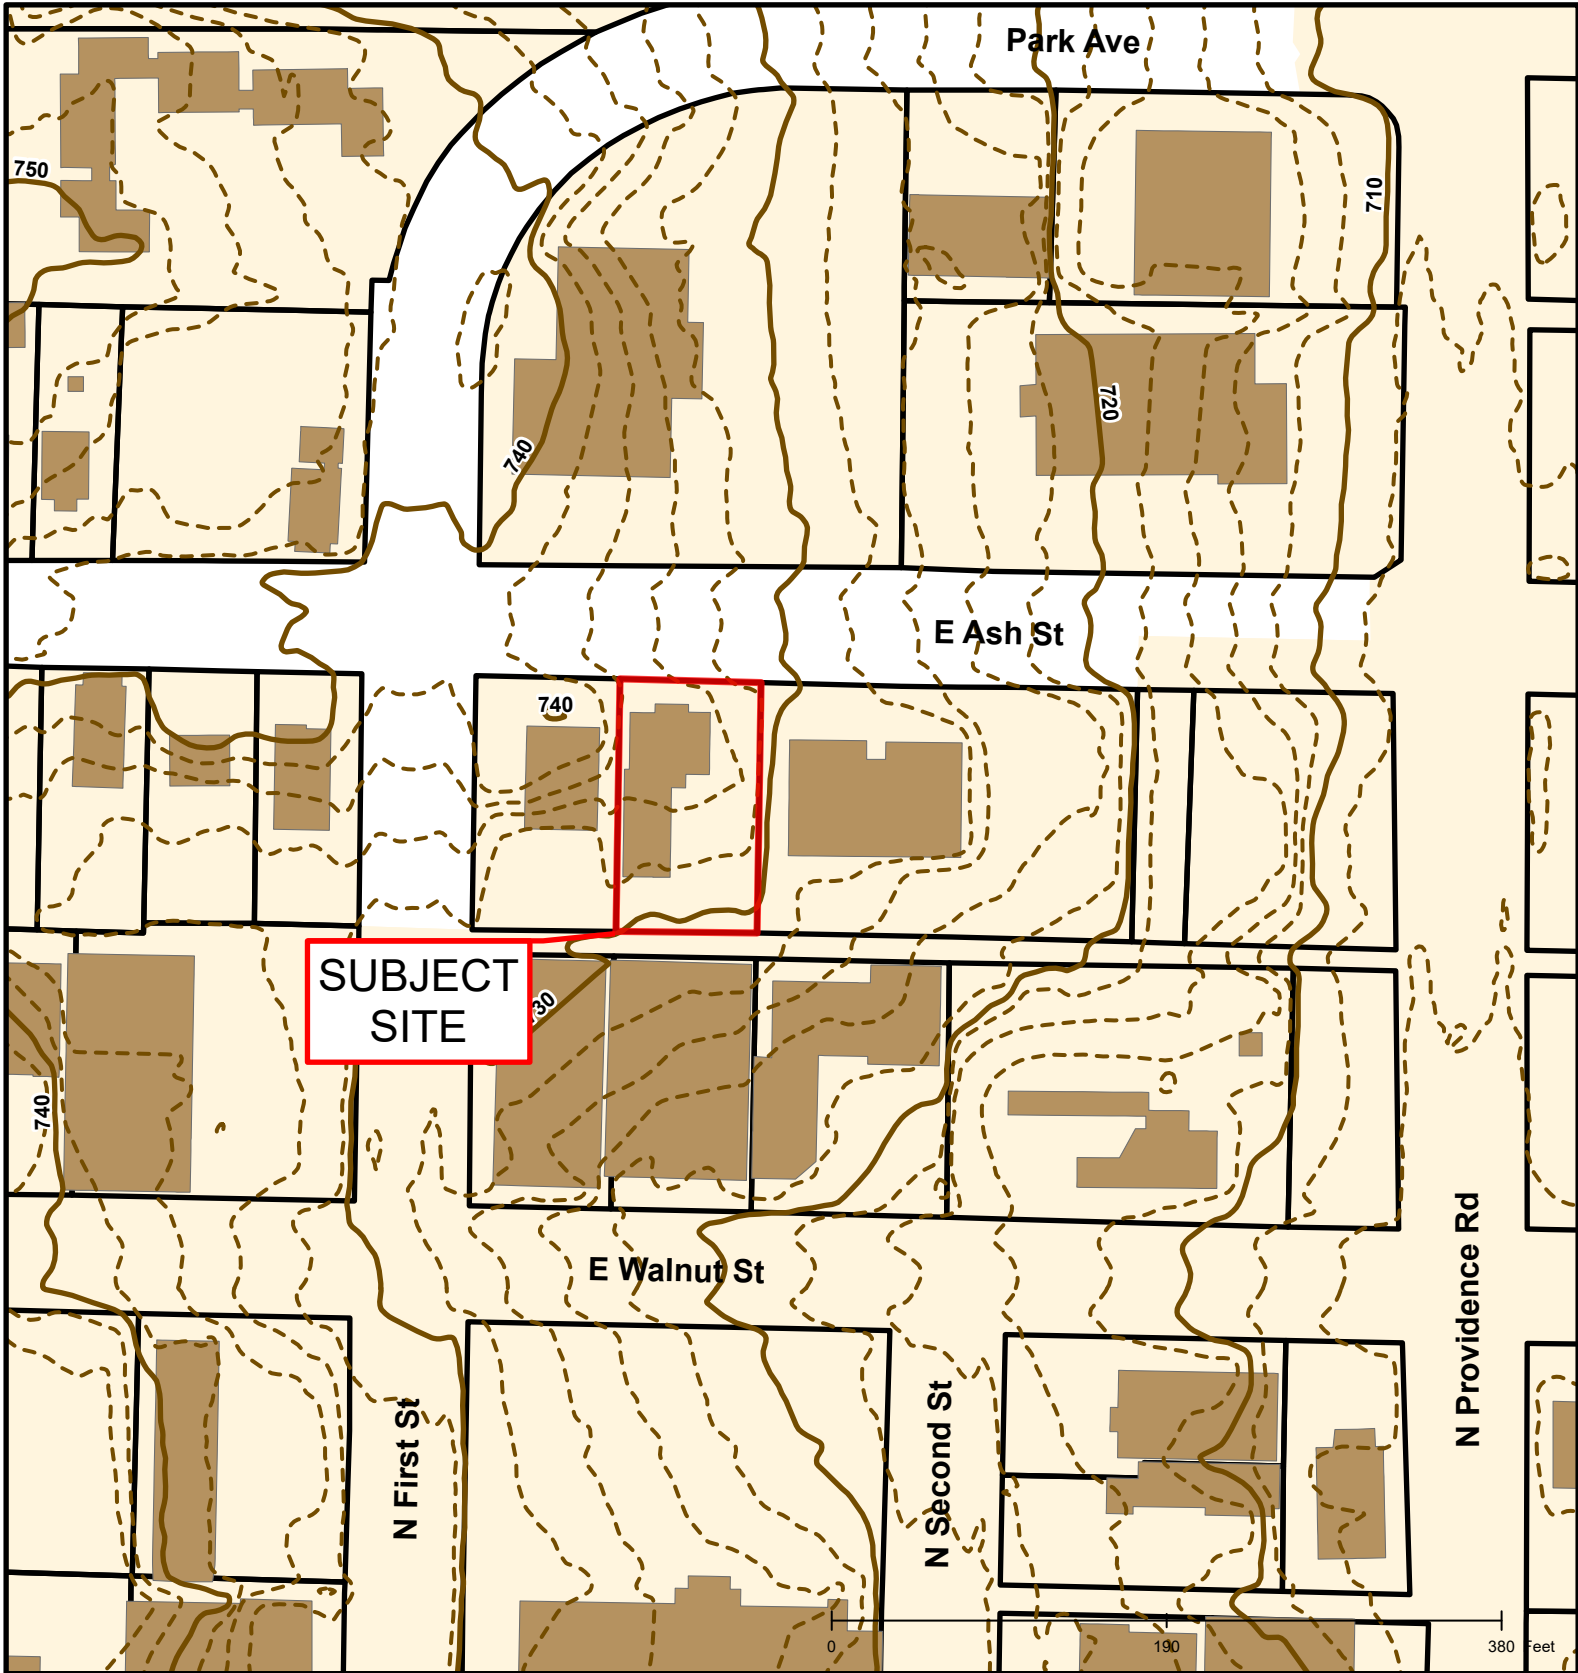 Park Ave
750
710
720
740
E Ash St
740
SUBJECT
SITE
730
740
E Walnut St
N Providence Rd
N First St
N Second St
0 190 380 Feet